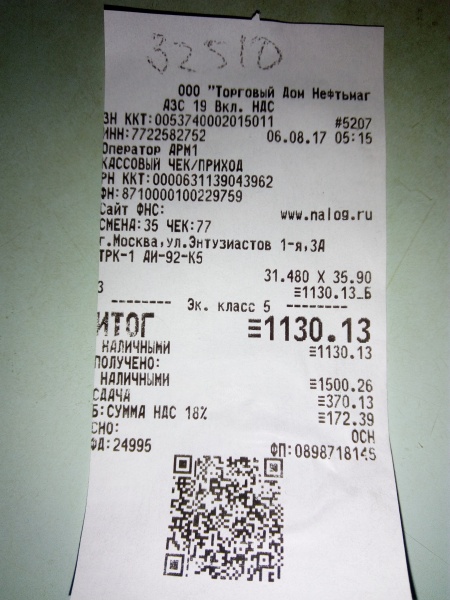 32510
ООО "Торговый Дом Нефтьмаг
АЗС 19 Вкл. НДС
ЗН ККТ:0053740002015011 #5207
ИНН:7722582752 06.08.17 05:15
Оператор АРМ1
КАССОВЫЙ ЧЕК/ПРИХОД
РН ККТ:0000631139043962
ФН:8710000100229759
Сайт ФНС: www.nalog.ru
СМЕНА:35 ЧЕК:77
г.Москва,ул.Энтузиастов 1-я,3А
ТРК-1 АИ-92-К5
31.480 X 35.90
3 ≡1130.13_Б
-------- Эк. класс 5 --------
ИТОГ ≡1130.13
НАЛИЧНЫМИ ≡1130.13
ПОЛУЧЕНО:
НАЛИЧНЫМИ ≡1500.26
СДАЧА ≡370.13
Б:СУММА НДС 18% ≡172.39
СНО: ОСН
ФД:24995 ФП:0898718145